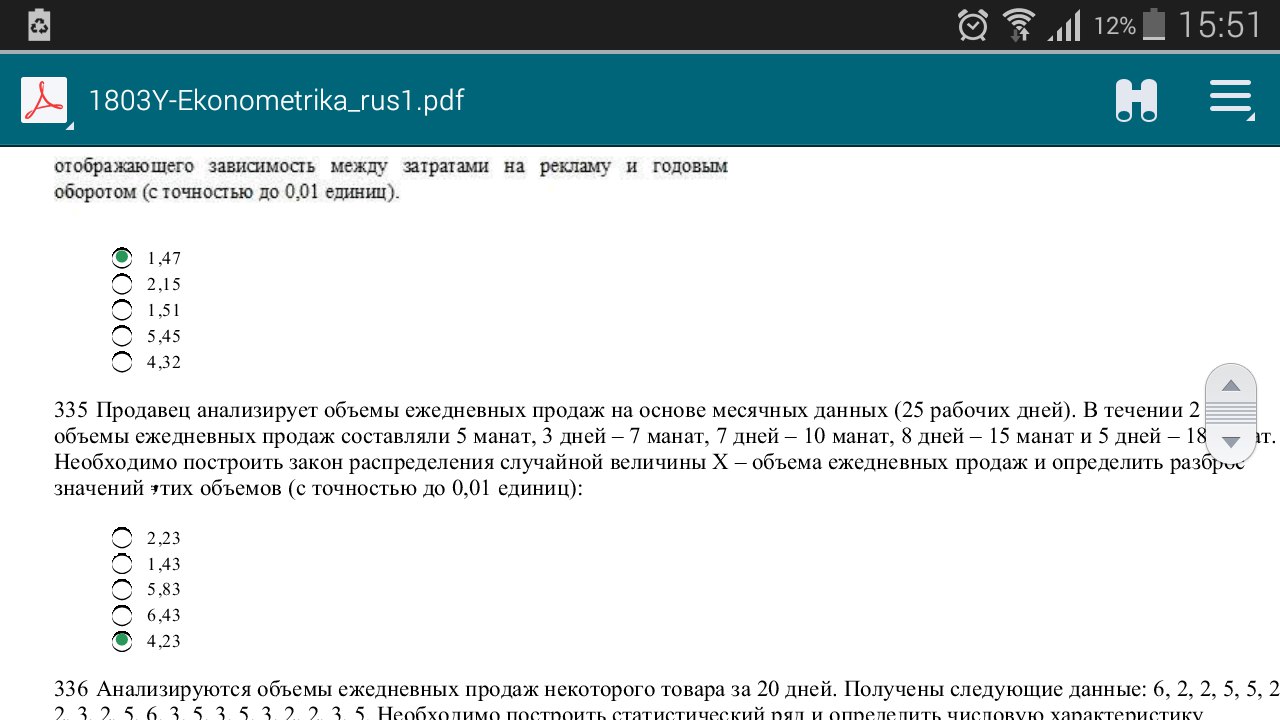 12% 15:51
1803Y-Ekonometrika_rus1.pdf
отображающего зависимость между затратами на рекламу и годовым
оборотом (с точностью до 0,01 единиц).
1,47
2,15
1,51
5,45
4,32
335 Продавец анализирует объемы ежедневных продаж на основе месячных данных (25 рабочих дней). В течении 2
объемы ежедневных продаж составляли 5 манат, 3 дней – 7 манат, 7 дней – 10 манат, 8 дней – 15 манат и 5 дней – 18
Необходимо построить закон распределения случайной величины X – объема ежедневных продаж и определить разброс
значений этих объемов (с точностью до 0,01 единиц):
2,23
1,43
5,83
6,43
4,23
336 Анализируются объемы ежедневных продаж некоторого товара за 20 дней. Получены следующие данные: 6, 2, 2, 5, 5, 2
2, 3, 2, 5, 6, 3, 5, 3, 5, 3, 2, 2, 3, 5. Необходимо построить статистический ряд и определить числовую характеристику